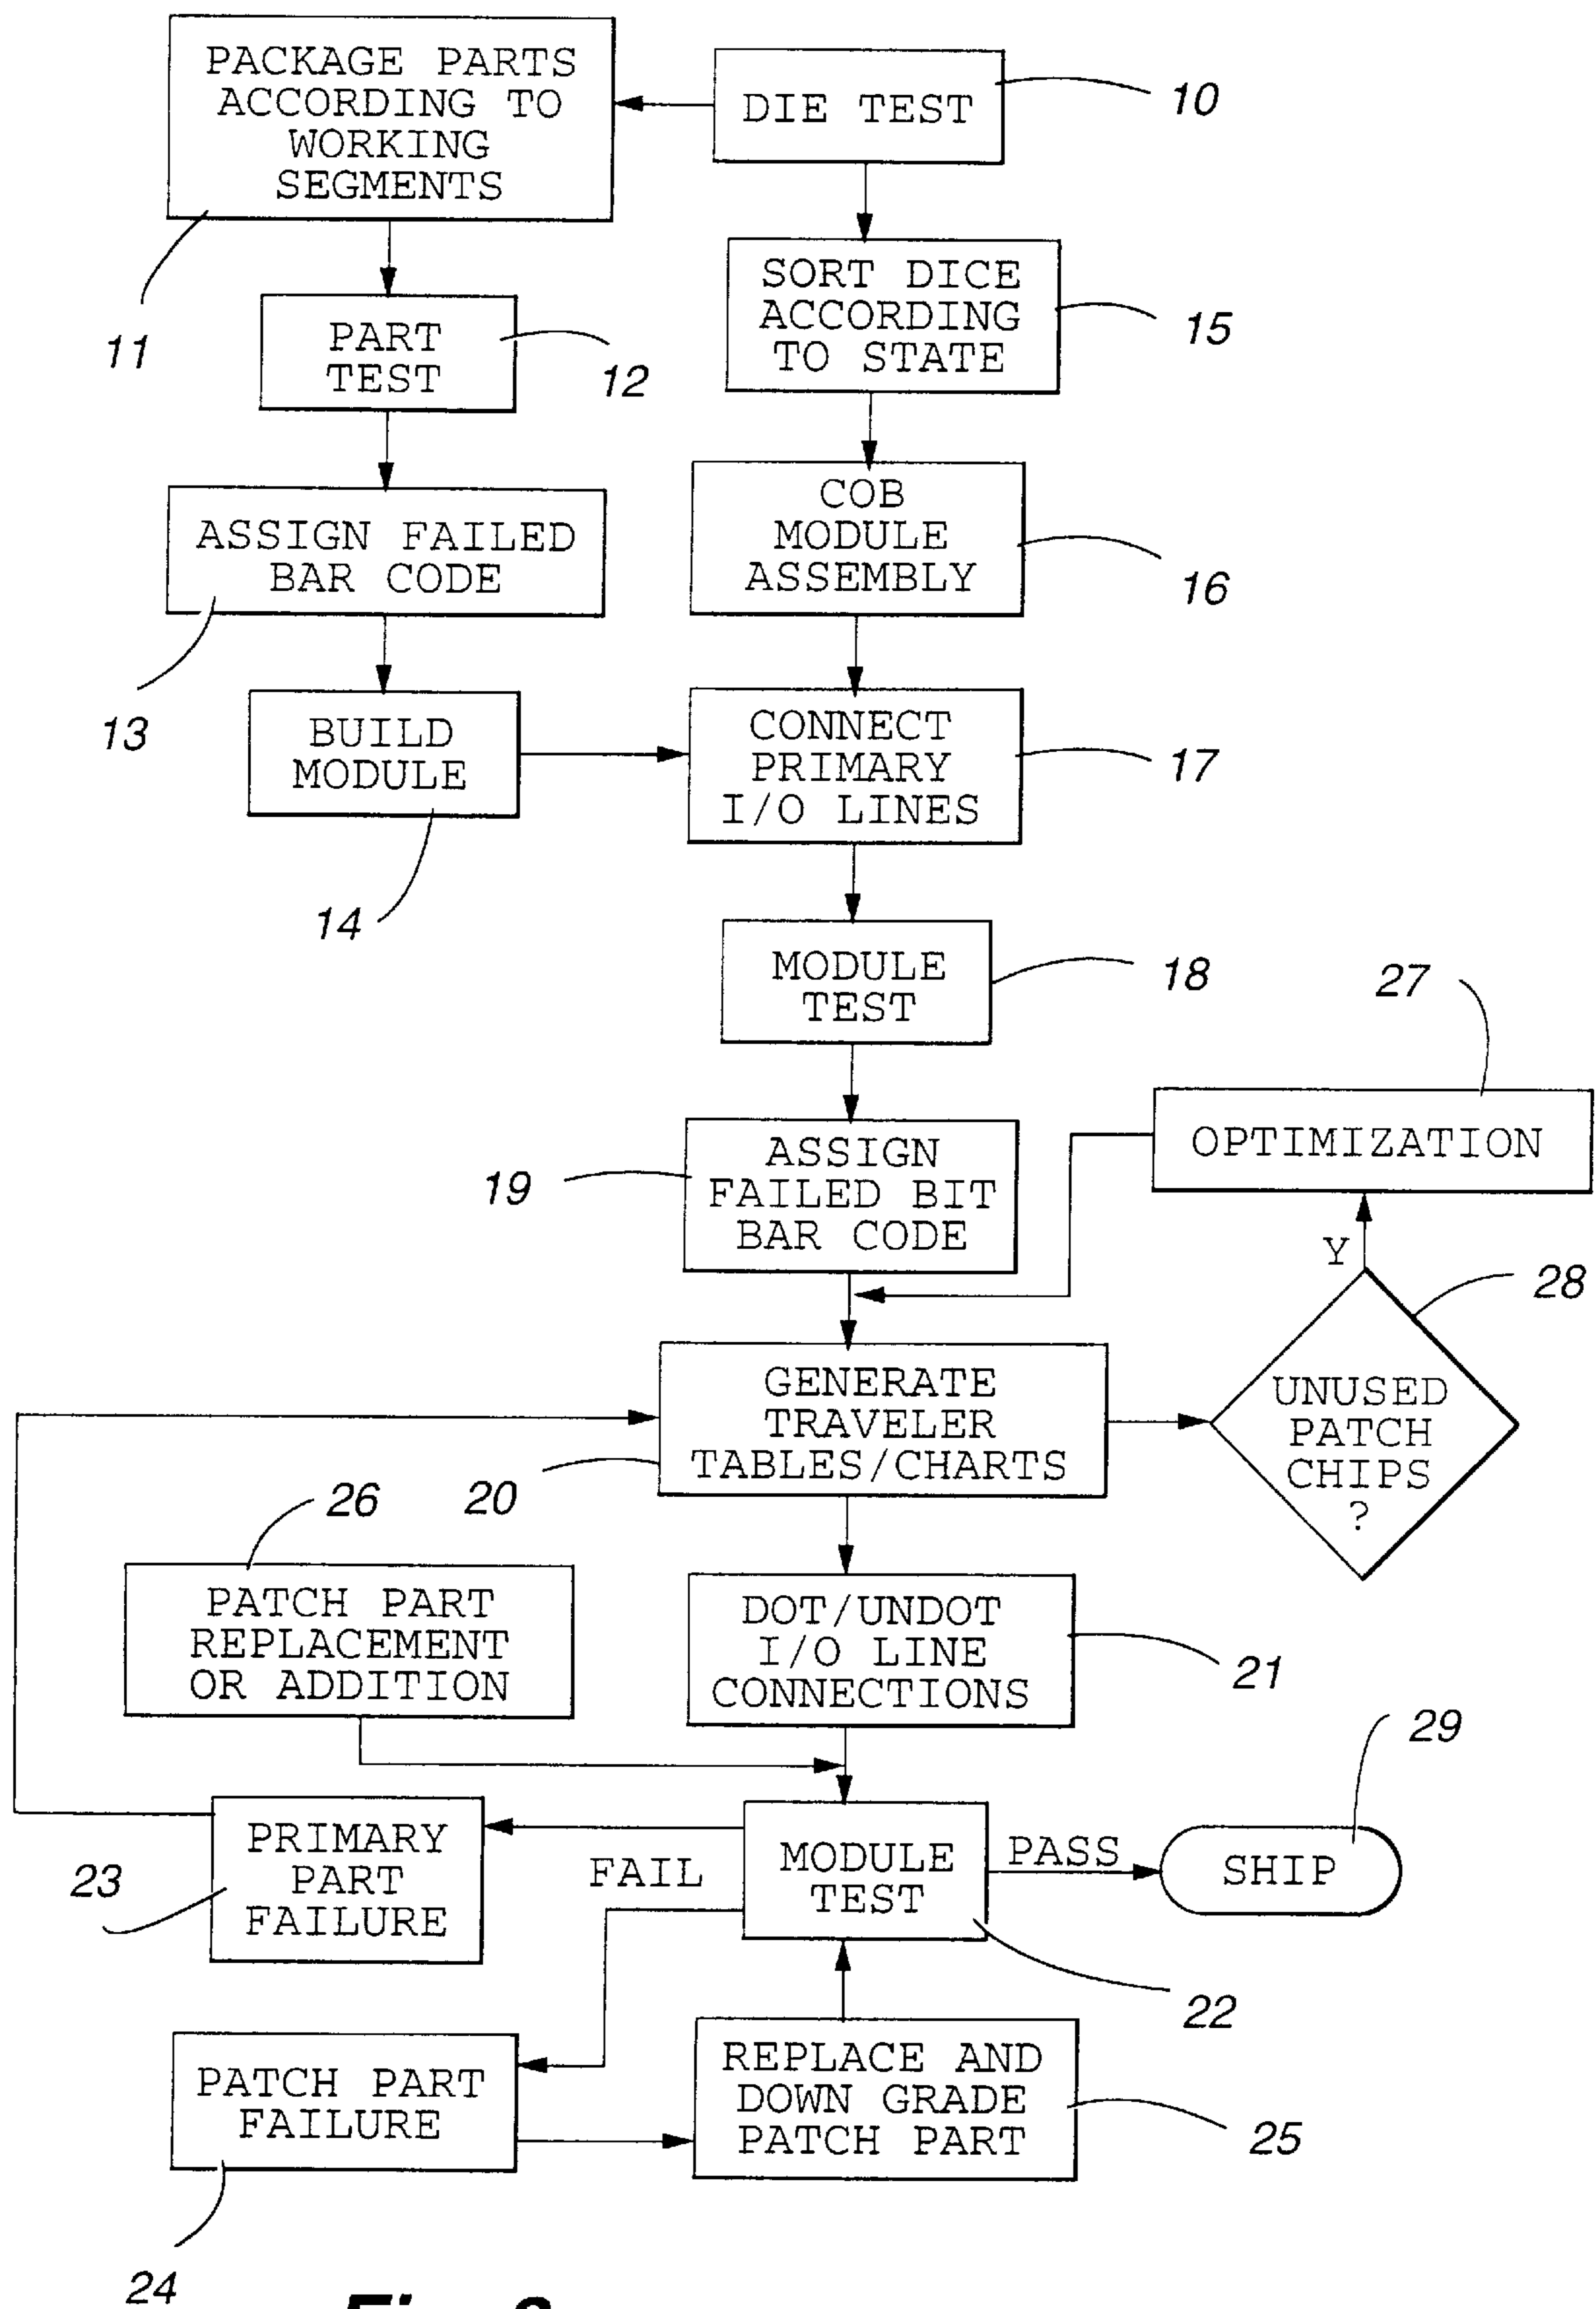 PACKAGE PARTS
ACCORDING TO
WORKING
SEGMENTS
11
DIE TEST
10
PART
TEST
12
SORT DICE
ACCORDING
TO STATE
15
ASSIGN FAILED
BAR CODE
13
COB
MODULE
ASSEMBLY
16
BUILD
MODULE
14
CONNECT
PRIMARY
I/O LINES
17
MODULE
TEST
18
27
OPTIMIZATION
19
ASSIGN
FAILED BIT
BAR CODE
Y
28
UNUSED
PATCH
CHIPS
?
GENERATE
TRAVELER
TABLES/CHARTS
20
26
PATCH PART
REPLACEMENT
OR ADDITION
DOT/UNDOT
I/O LINE
CONNECTIONS
21
29
PRIMARY
PART
FAILURE
23
FAIL
MODULE
TEST
PASS
SHIP
22
PATCH PART
FAILURE
24
REPLACE AND
DOWN GRADE
PATCH PART
25